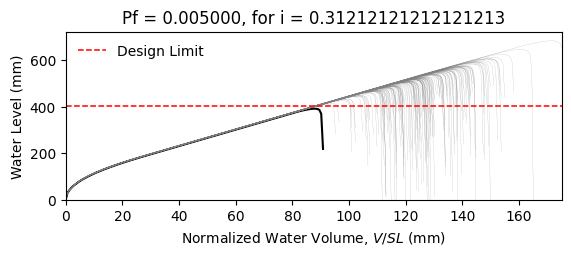 Pf = 0.005000, for i = 0.31212121212121213
Design Limit
Water Level (mm)
600
400
200
0
0 20 40 60 80 100 120 140 160
Normalized Water Volume, V/SL (mm)